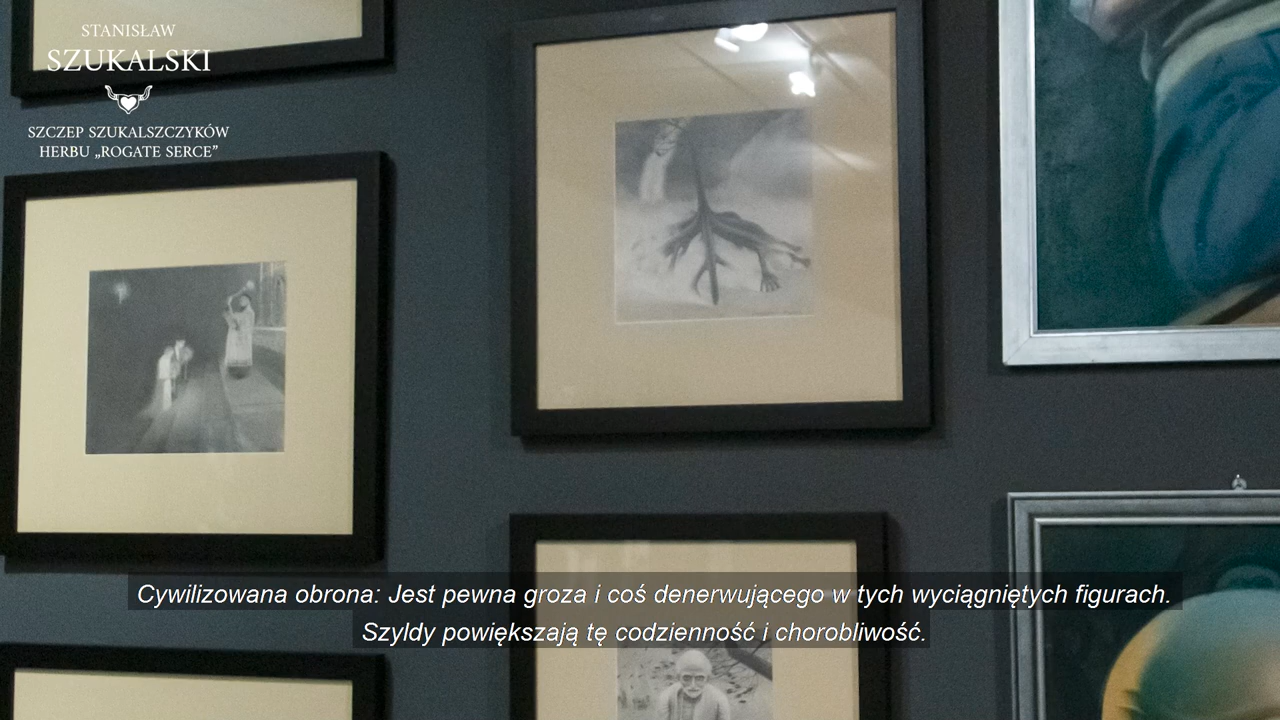 STANISŁAW
SZUKALSKI
SZCZEP SZUKALSZCZYKÓW
HERBU „ROGATE SERCE”
Cywilizowana obrona: Jest pewna groza i coś denerwującego w tych wyciągniętych figurach.
Szyldy powiększają tę codzienność i chorobliwość.